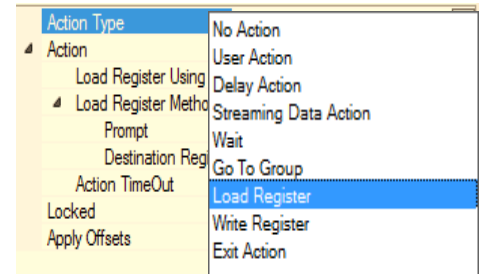 Action Type
Action
Load Register Using
Load Register Metho
Prompt
Destination Regi
Action TimeOut
Locked
Apply Offsets
No Action
User Action
Delay Action
Streaming Data Action
Wait
Go To Group
Load Register
Write Register
Exit Action